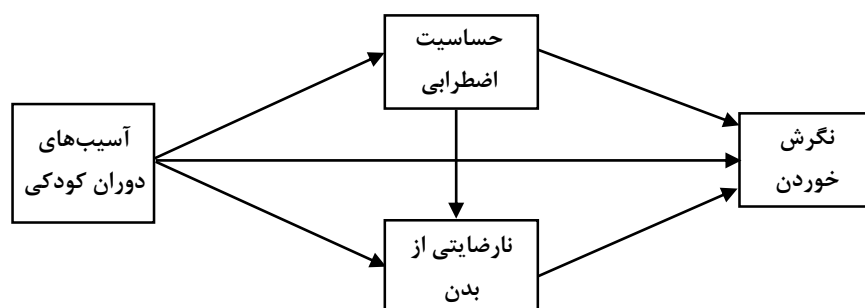 حساسیت
اضطرابی
آسیب‌های
دوران کودکی
نگرش
خوردن
نارضایتی از
بدن